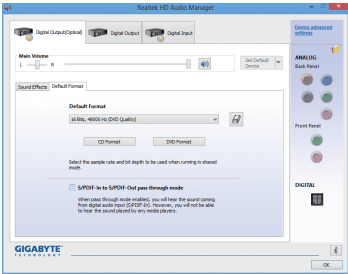 Realtek HD Audio Manager
Digital Output(Optical)
Digital Output
Digital Input
Device advanced settings
Main Volume
L
R
Set Default Device
ANALOG
Back Panel
Sound Effects
Default Format
Default Format
16 Bits, 48000 Hz (DVD Quality)
CD Format
DVD Format
Front Panel
Select the sample rate and bit depth to be used when running in shared mode.
S/PDIF-In to S/PDIF-Out pass through mode
When pass through mode enabled, you will hear the sound coming
from digital audio input (S/PDIF-In). However, you will not be able
to hear the sound played by any media players.
DIGITAL
GIGABYTE
TECHNOLOGY
OK